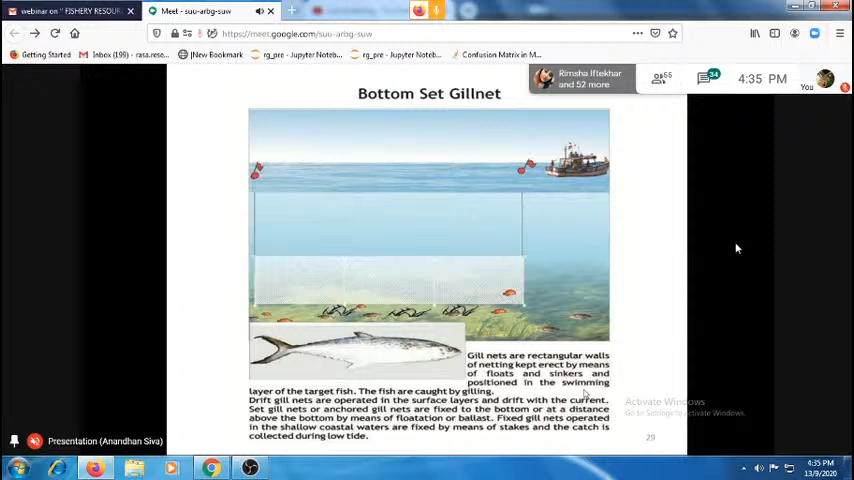 webinar on " FISHERY RESOUR
Meet - suu-arbg-suw
https://meet.google.com/suu-arbg-suw
Getting Started
Inbox (199) - rasa.rese...
|New Bookmark
rg_pre - Jupyter Noteb...
rg_pre - Jupyter Noteb...
Confusion Matrix in M...
Rimsha Iftekhar
and 52 more
55
34
4:35 PM
You
Bottom Set Gillnet
Gill nets are rectangular walls
of netting kept erect by means
of floats and sinkers and
positioned in the swimming
layer of the target fish. The fish are caught by gilling.
Drift gill nets are operated in the surface layers and drift with the current.
Set gill nets or anchored gill nets are fixed to the bottom or at a distance
above the bottom by means of floatation or ballast. Fixed gill nets operated
in the shallow coastal waters are fixed by means of stakes and the catch is
collected during low tide.
29
Activate Windows
Go to Settings to activate Windows.
Presentation (Anandhan Siva)
4:35 PM
13/9/2020